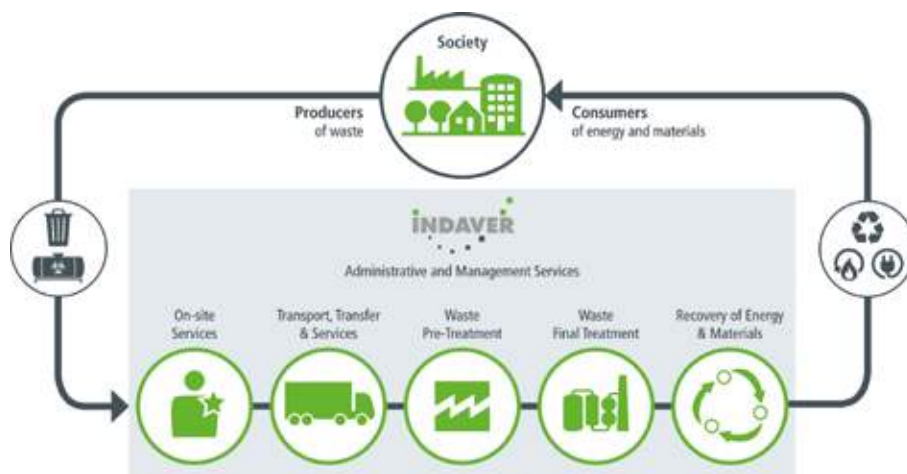 Society
Producers
of waste
Consumers
of energy and materials
INDAVER
Administrative and Management Services
On-site
Services
Transport, Transfer
& Services
Waste
Pre-Treatment
Waste
Final Treatment
Recovery of Energy
& Materials